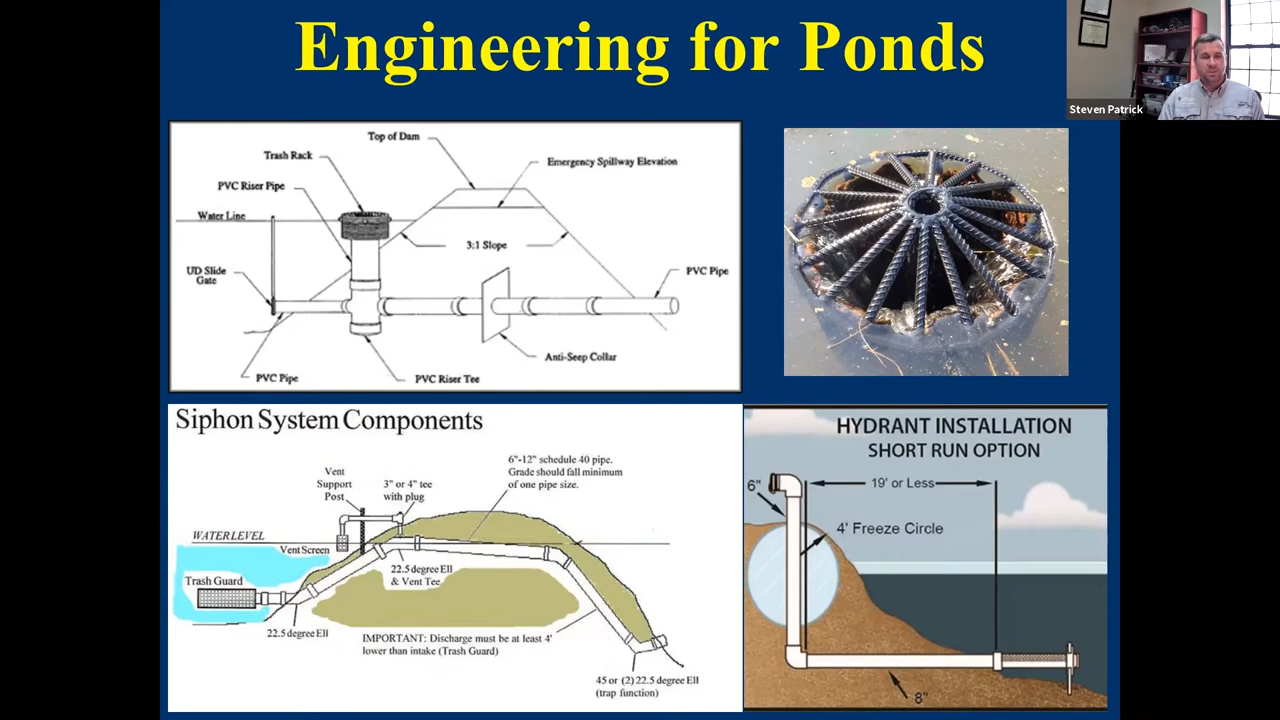 Engineering for Ponds
Steven Patrick
Top of Dam
Trash Rack
Emergency Spillway Elevation
PVC Riser Pipe
Water Line
3:1 Slope
UD Slide
Gate
PVC Pipe
Anti-Seep Collar
PVC Pipe
PVC Riser Tee
Siphon System Components
6"-12" schedule 40 pipe.
Grade should fall minimum
of one pipe size.
Vent
Support
Post
3" or 4" tee
with plug
WATER LEVEL
Vent Screen
22.5 degree Ell
& Vent Tee
Trash Guard
22.5 degree Ell
IMPORTANT: Discharge must be at least 4'
lower than intake (Trash Guard)
45 or (2) 22.5 degree Ell
(trap function)
HYDRANT INSTALLATION
SHORT RUN OPTION
6"
19' or Less
4' Freeze Circle
8"